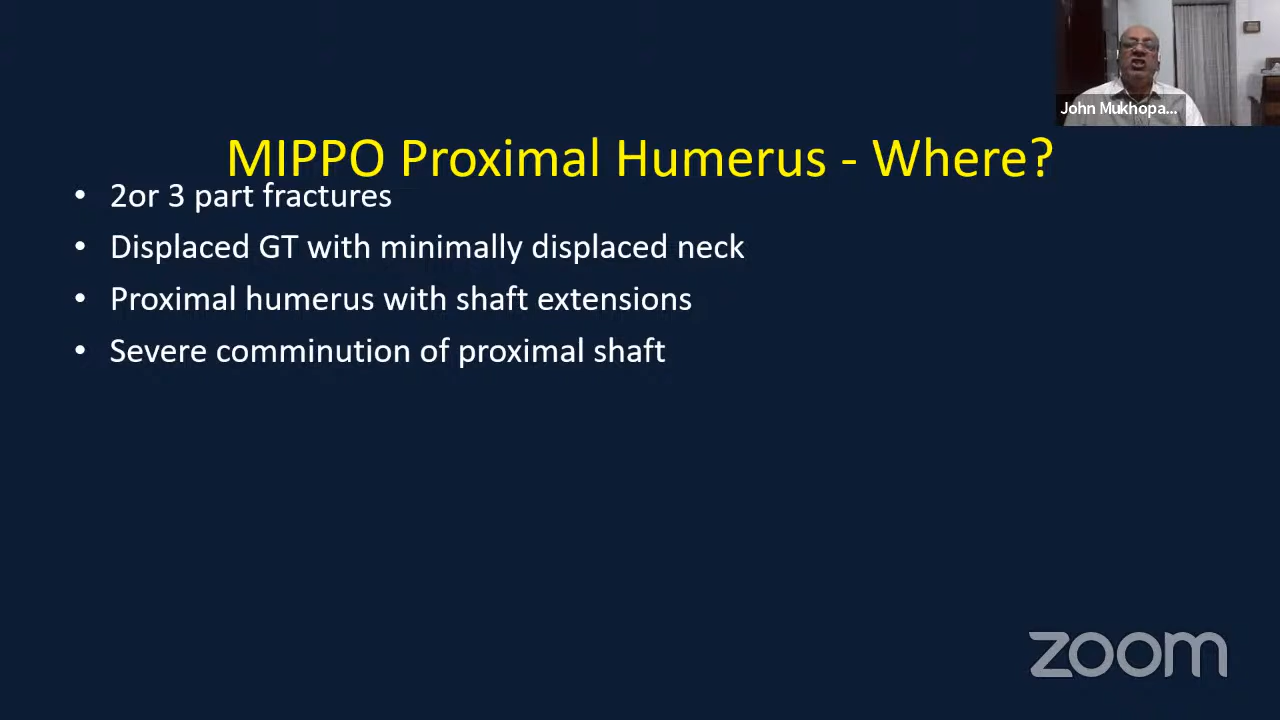 John Mukhopa...
MIPPO Proximal Humerus - Where?
• 2or 3 part fractures
• Displaced GT with minimally displaced neck
• Proximal humerus with shaft extensions
• Severe comminution of proximal shaft
zoom